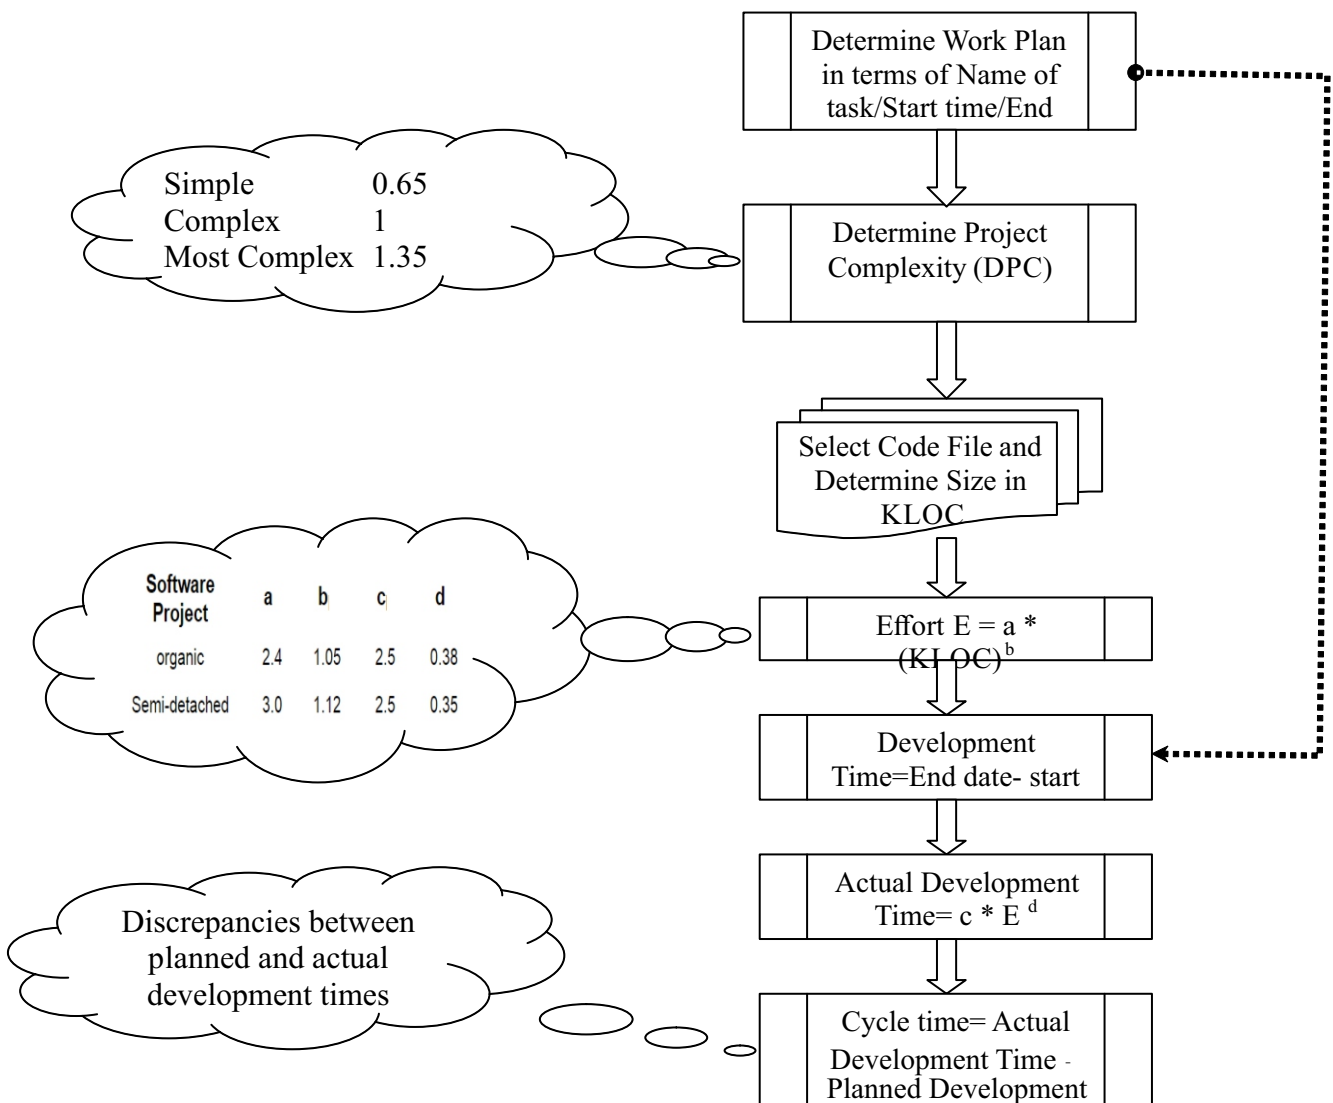 Determine Work Plan
in terms of Name of
task/Start time/End
Simple 0.65
Complex 1
Most Complex 1.35
Determine Project
Complexity (DPC)
Select Code File and
Determine Size in
KLOC
Software
Project a b c d
organic 2.4 1.05 2.5 0.38
Semi-detached 3.0 1.12 2.5 0.35
Effort E = a *
(KLOC)^b
Development
Time=End date- start
Actual Development
Time= c * E ^d
Discrepancies between
planned and actual
development times
Cycle time= Actual
Development Time -
Planned Development